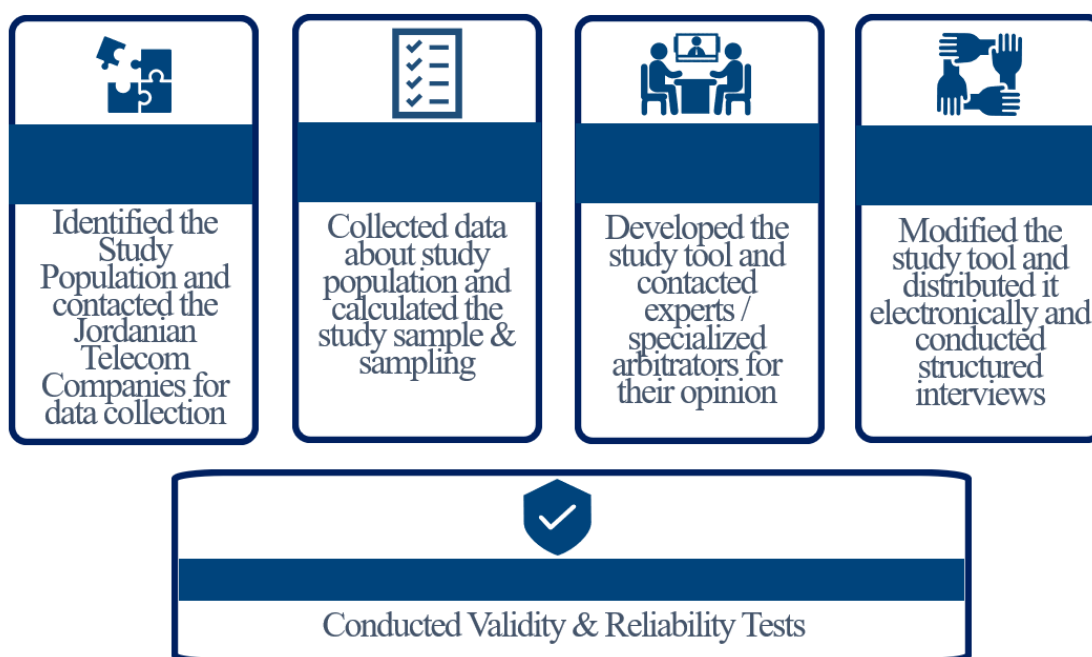 Identified the
Study
Population and
contacted the
Jordanian
Telecom
Companies for
data collection
Collected data
about study
population and
calculated the
study sample &
sampling
Developed the
study tool and
contacted
experts /
specialized
arbitrators for
their opinion
Modified the
study tool and
distributed it
electronically and
conducted
structured
interviews
Conducted Validity & Reliability Tests